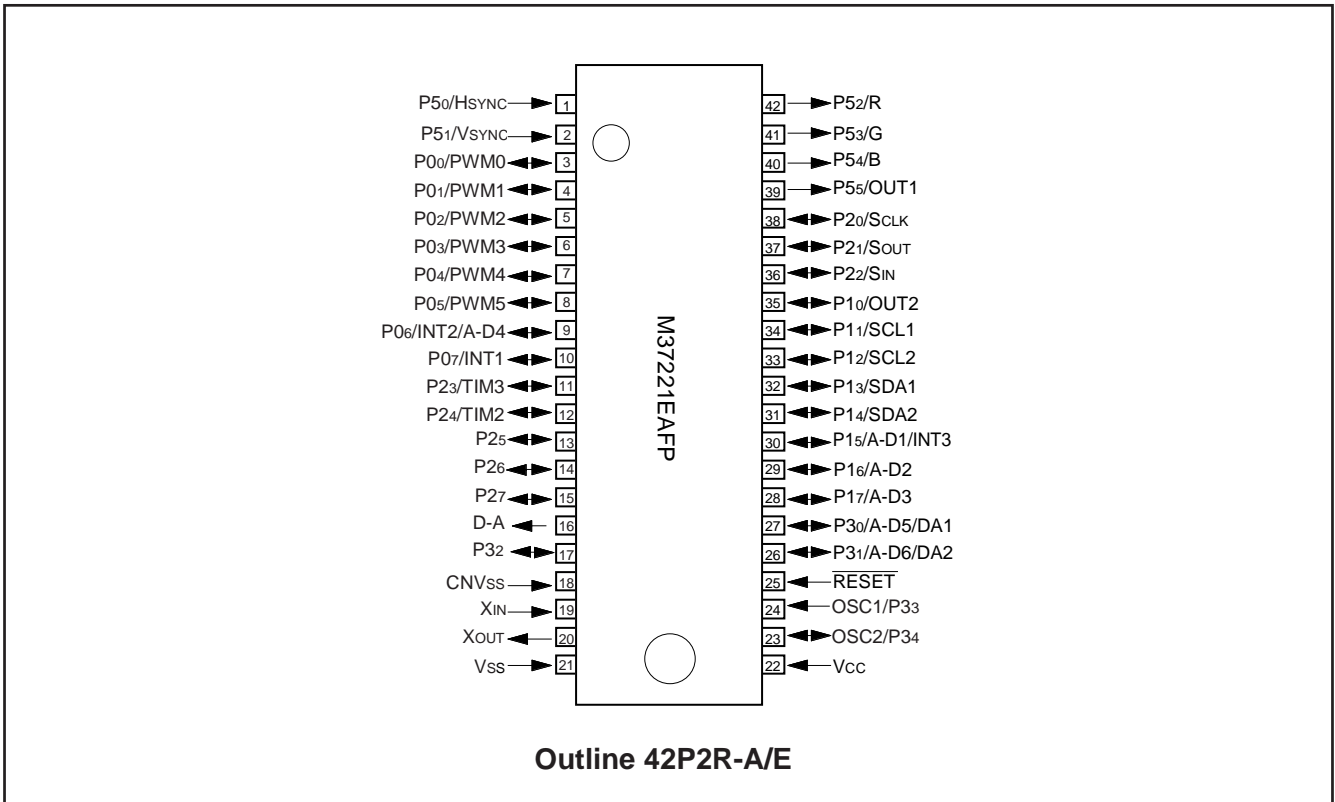 P50/HSYNC 1 42 P52/R
P51/VSYNC 2 41 P53/G
P00/PWM0 3 40 P54/B
P01/PWM1 4 39 P55/OUT1
P02/PWM2 5 38 P20/SCLK
P03/PWM3 6 37 P21/SOUT
P04/PWM4 7 36 P22/SIN
P05/PWM5 8 35 P10/OUT2
P06/INT2/A-D4 9 34 P11/SCL1
P07/INT1 10 33 P12/SCL2
P23/TIM3 11 32 P13/SDA1
P24/TIM2 12 31 P14/SDA2
P25 13 30 P15/A-D1/INT3
P26 14 29 P16/A-D2
P27 15 28 P17/A-D3
D-A 16 27 P30/A-D5/DA1
P32 17 26 P31/A-D6/DA2
CNVSS 18 25 RESET
XIN 19 24 OSC1/P33
XOUT 20 23 OSC2/P34
VSS 21 22 VCC
M37221EAFP
Outline 42P2R-A/E